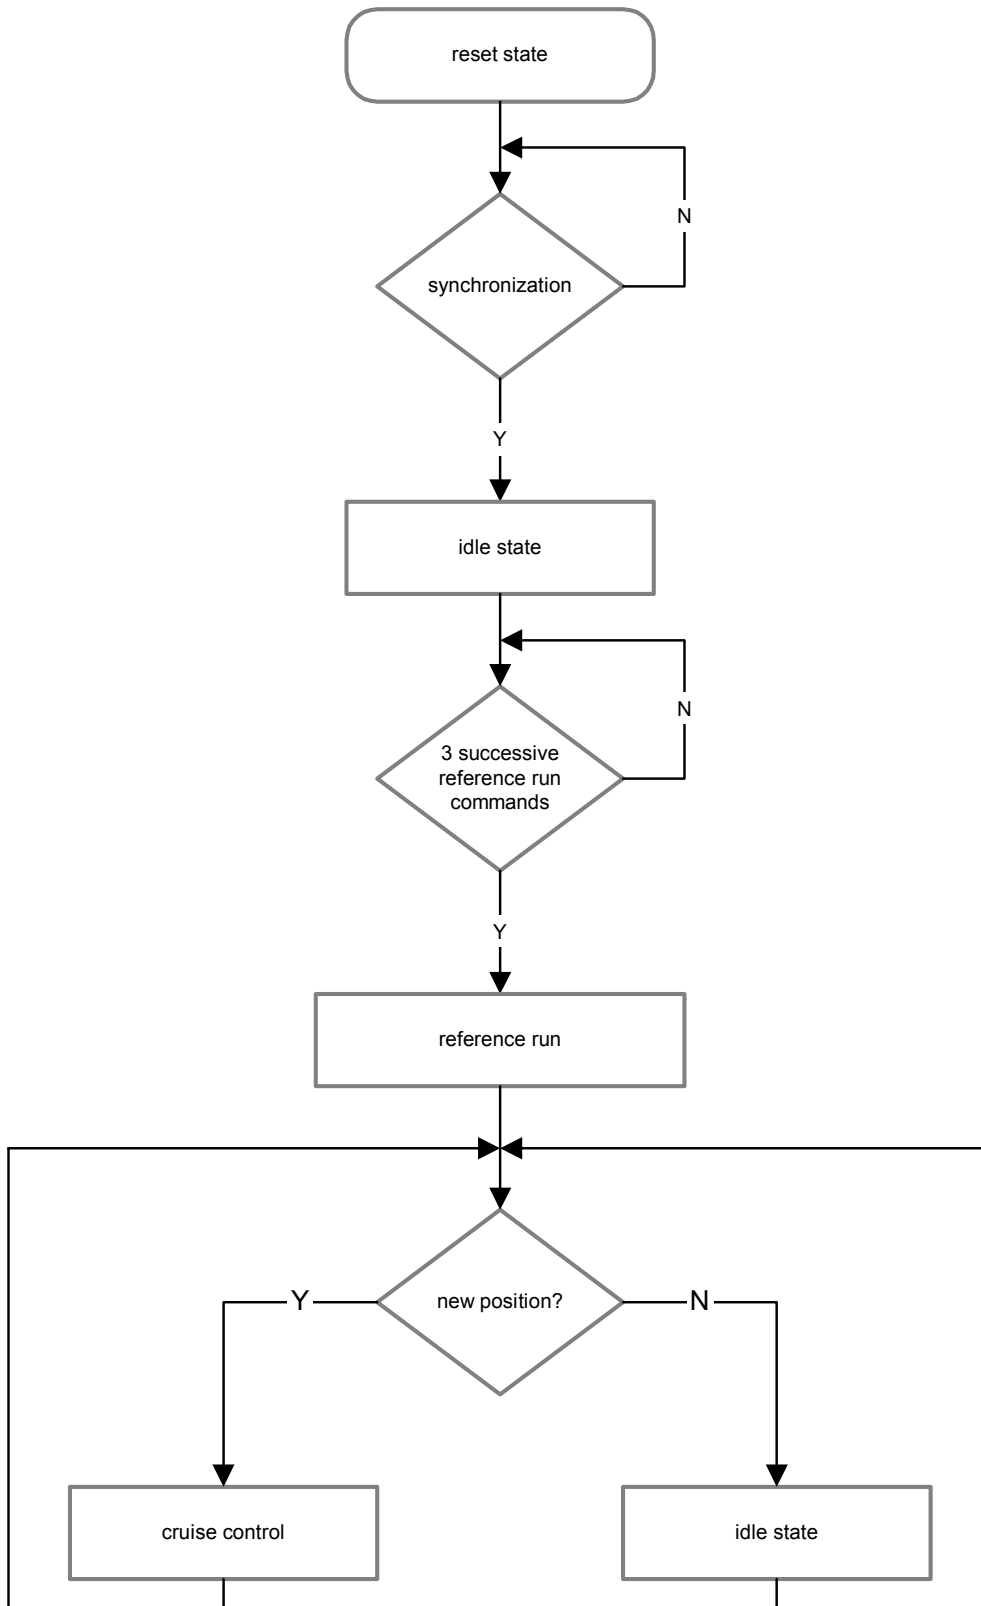 reset state
N
synchronization
Y
idle state
N
3 successive
reference run
commands
Y
reference run
Y
new position?
N
cruise control
idle state